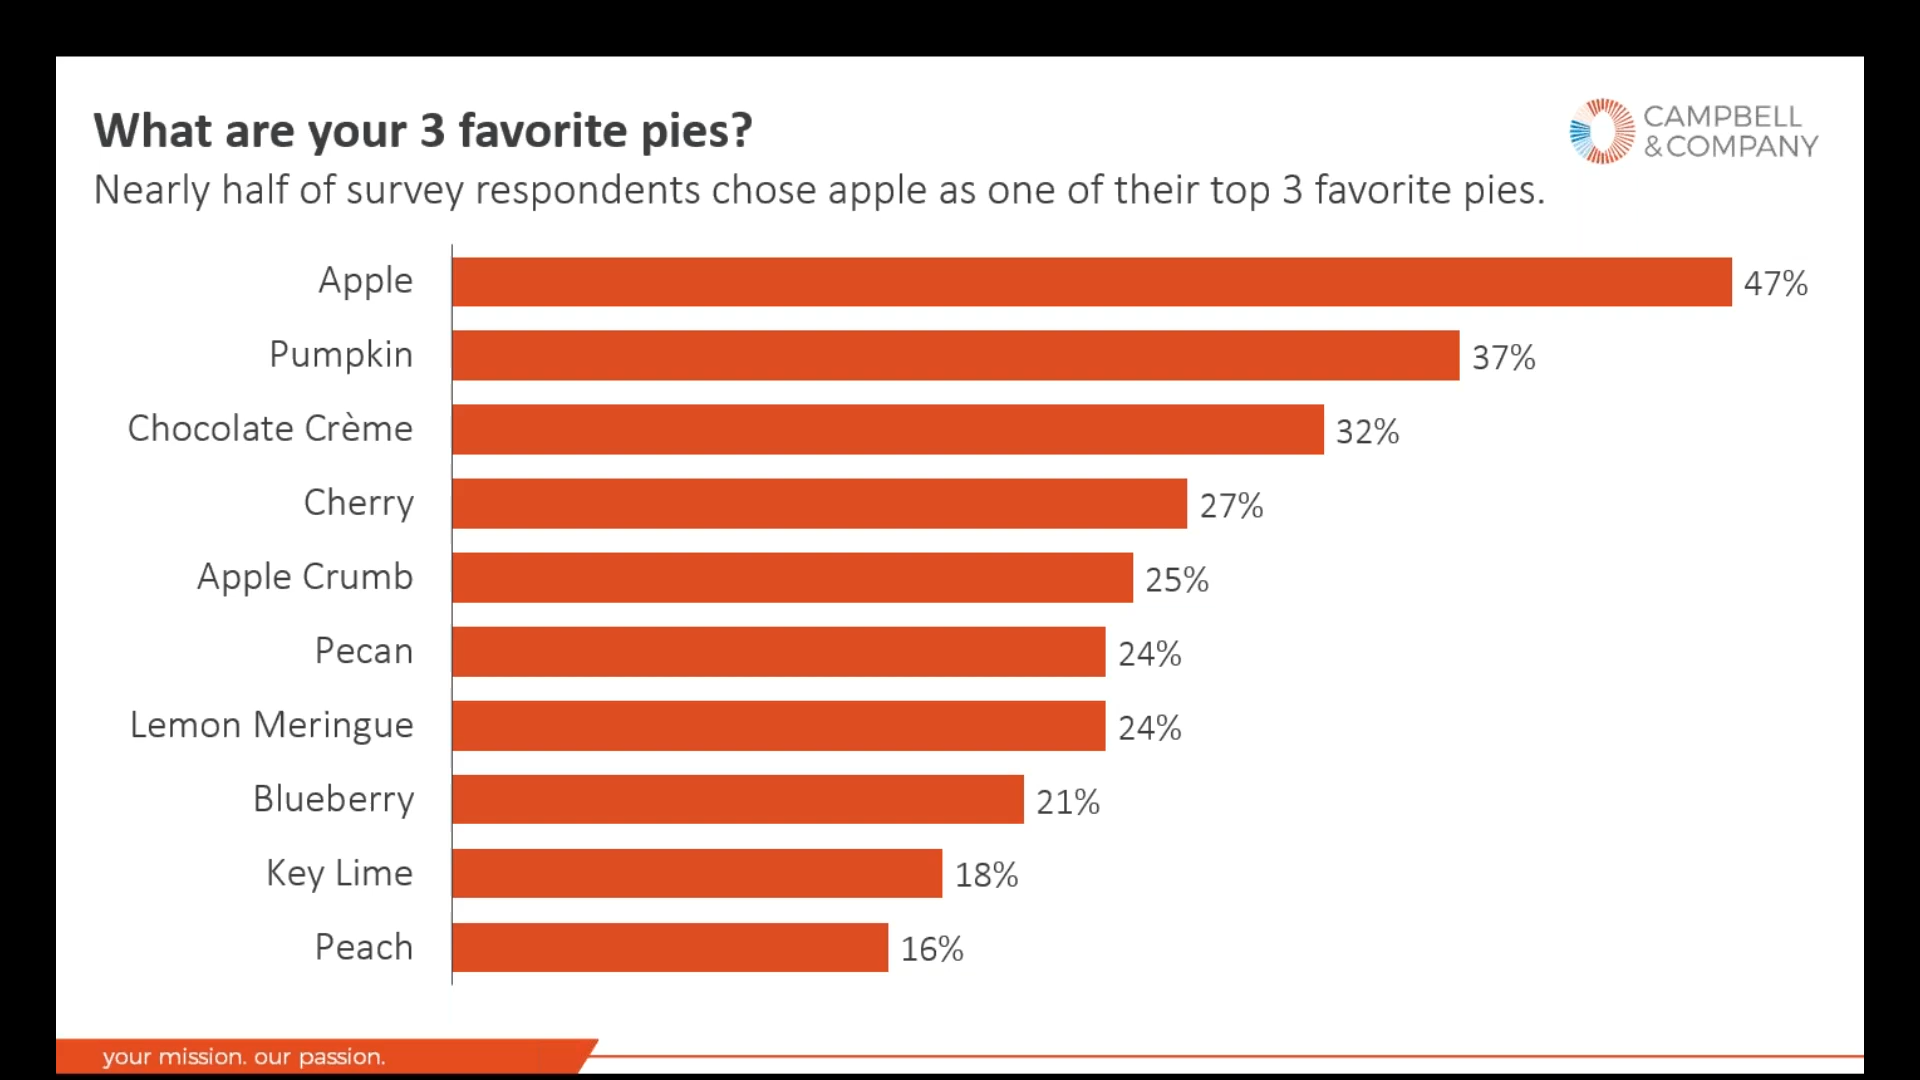 What are your 3 favorite pies?
CAMPBELL
&COMPANY
Nearly half of survey respondents chose apple as one of their top 3 favorite pies.
Apple 47%
Pumpkin 37%
Chocolate Crème 32%
Cherry 27%
Apple Crumb 25%
Pecan 24%
Lemon Meringue 24%
Blueberry 21%
Key Lime 18%
Peach 16%
your mission. our passion.